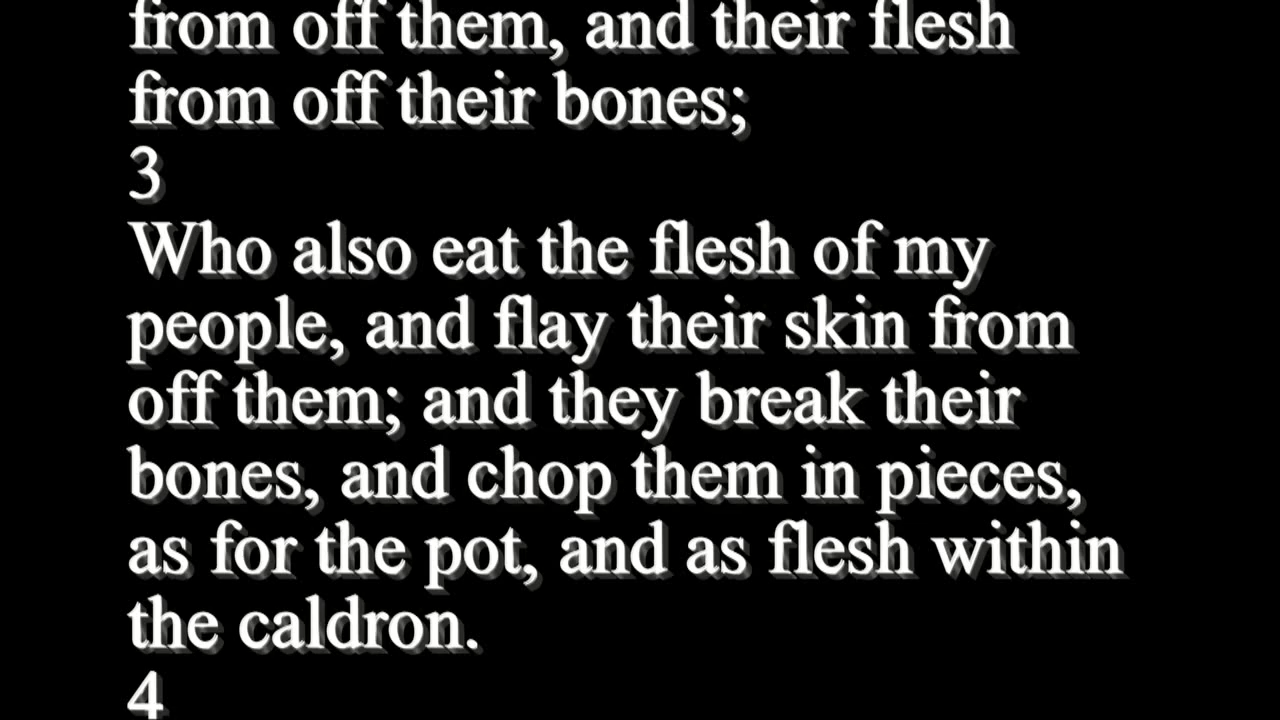 from off them, and their flesh
from off their bones;
3
Who also eat the flesh of my
people, and flay their skin from
off them; and they break their
bones, and chop them in pieces,
as for the pot, and as flesh within
the caldron.
4